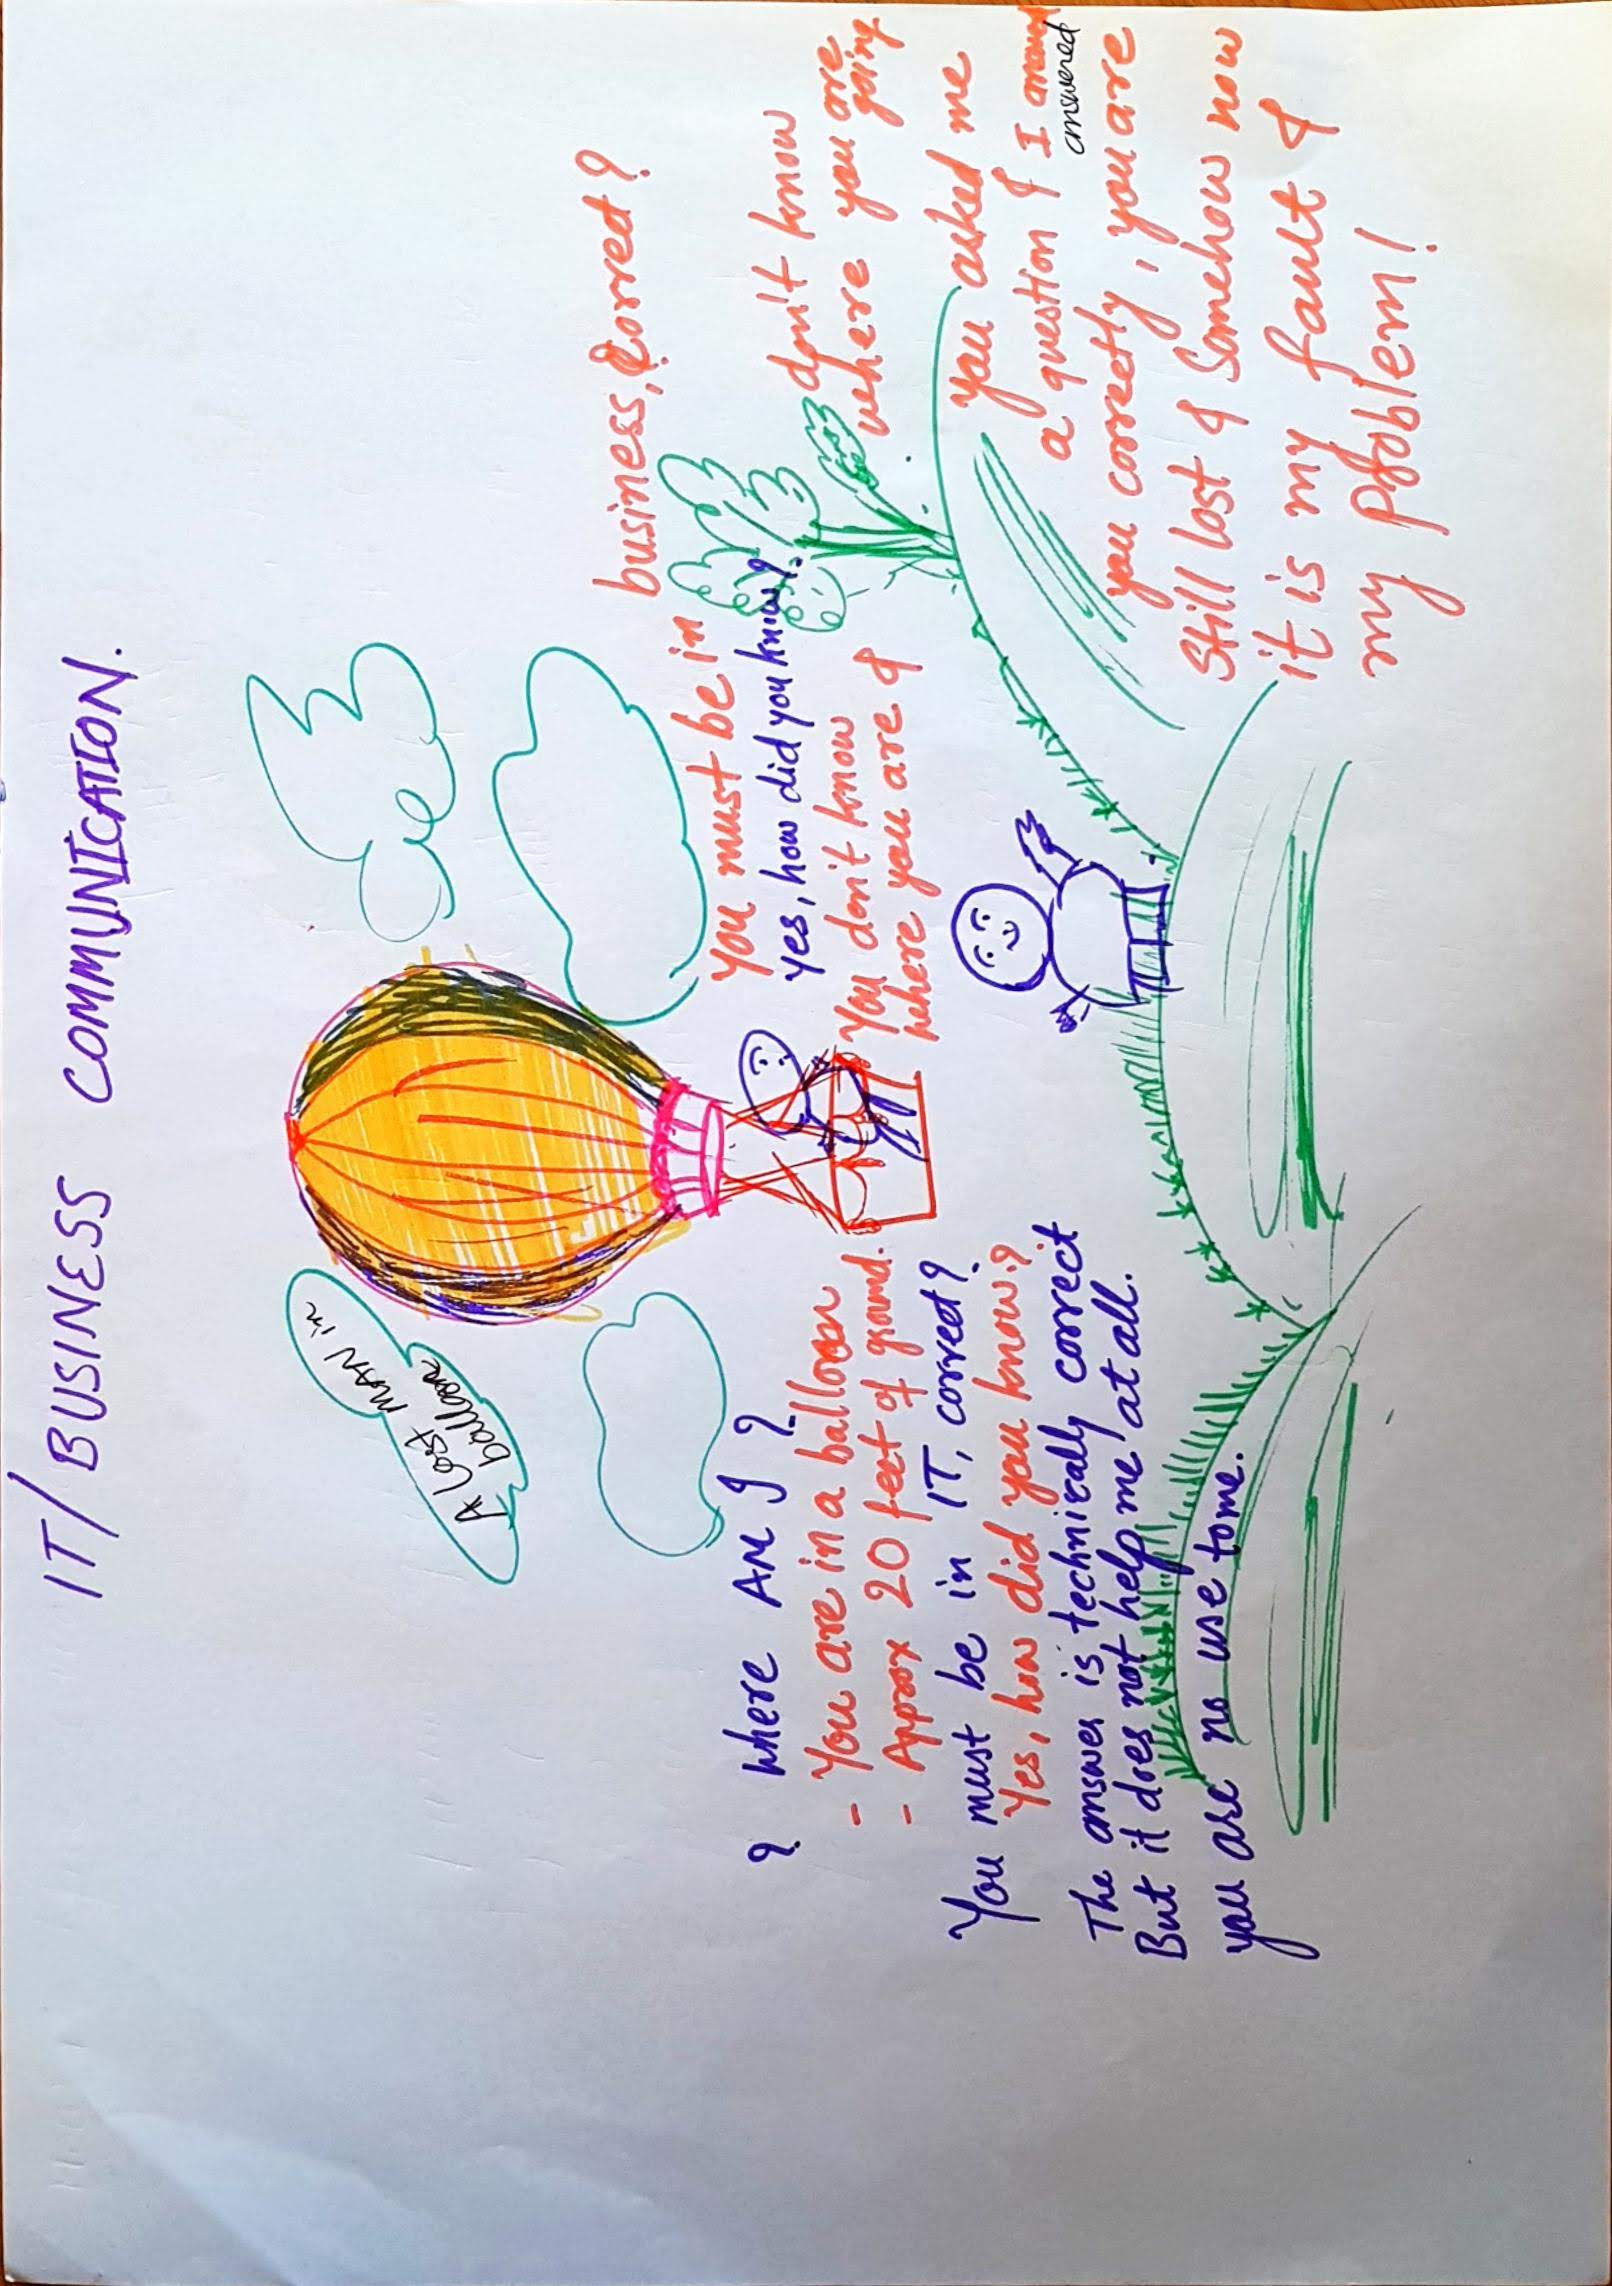 IT/BUSINESS COMMUNICATION.
A lost MAN in
balloon
? Where AM I ?
- You are in a balloon
- Approx 20 feet of ground.
You must be in IT, correct?
Yes, how did you know?
The answer is technically correct
But it does not help me at all.
you are no use to me.
You must be in business, Correct?
yes, how did you know?
You don't know
where you are &
don't know
where you are
going
you asked me
a question & I
answered
you correctly, you are
Still lost & Somehow now
it is my fault &
my Problem!